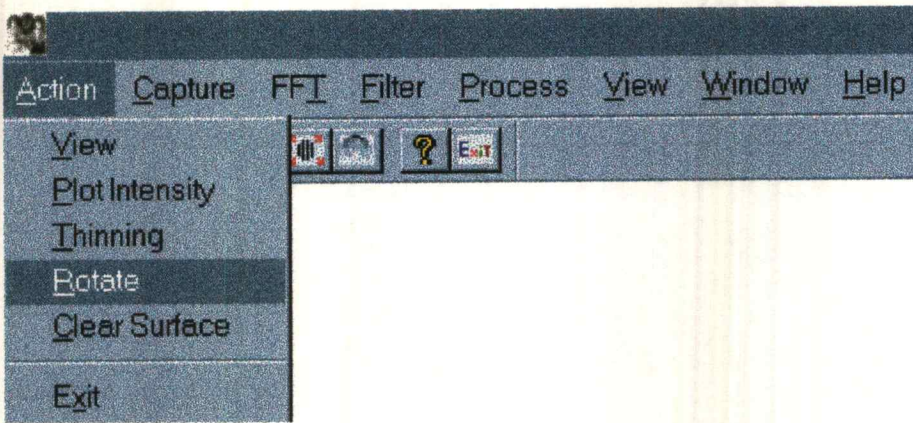 Action Capture FFT Filter Process View Window Help
View
Exit
Plot Intensity
Thinning
Rotate
Clear Surface
Exit